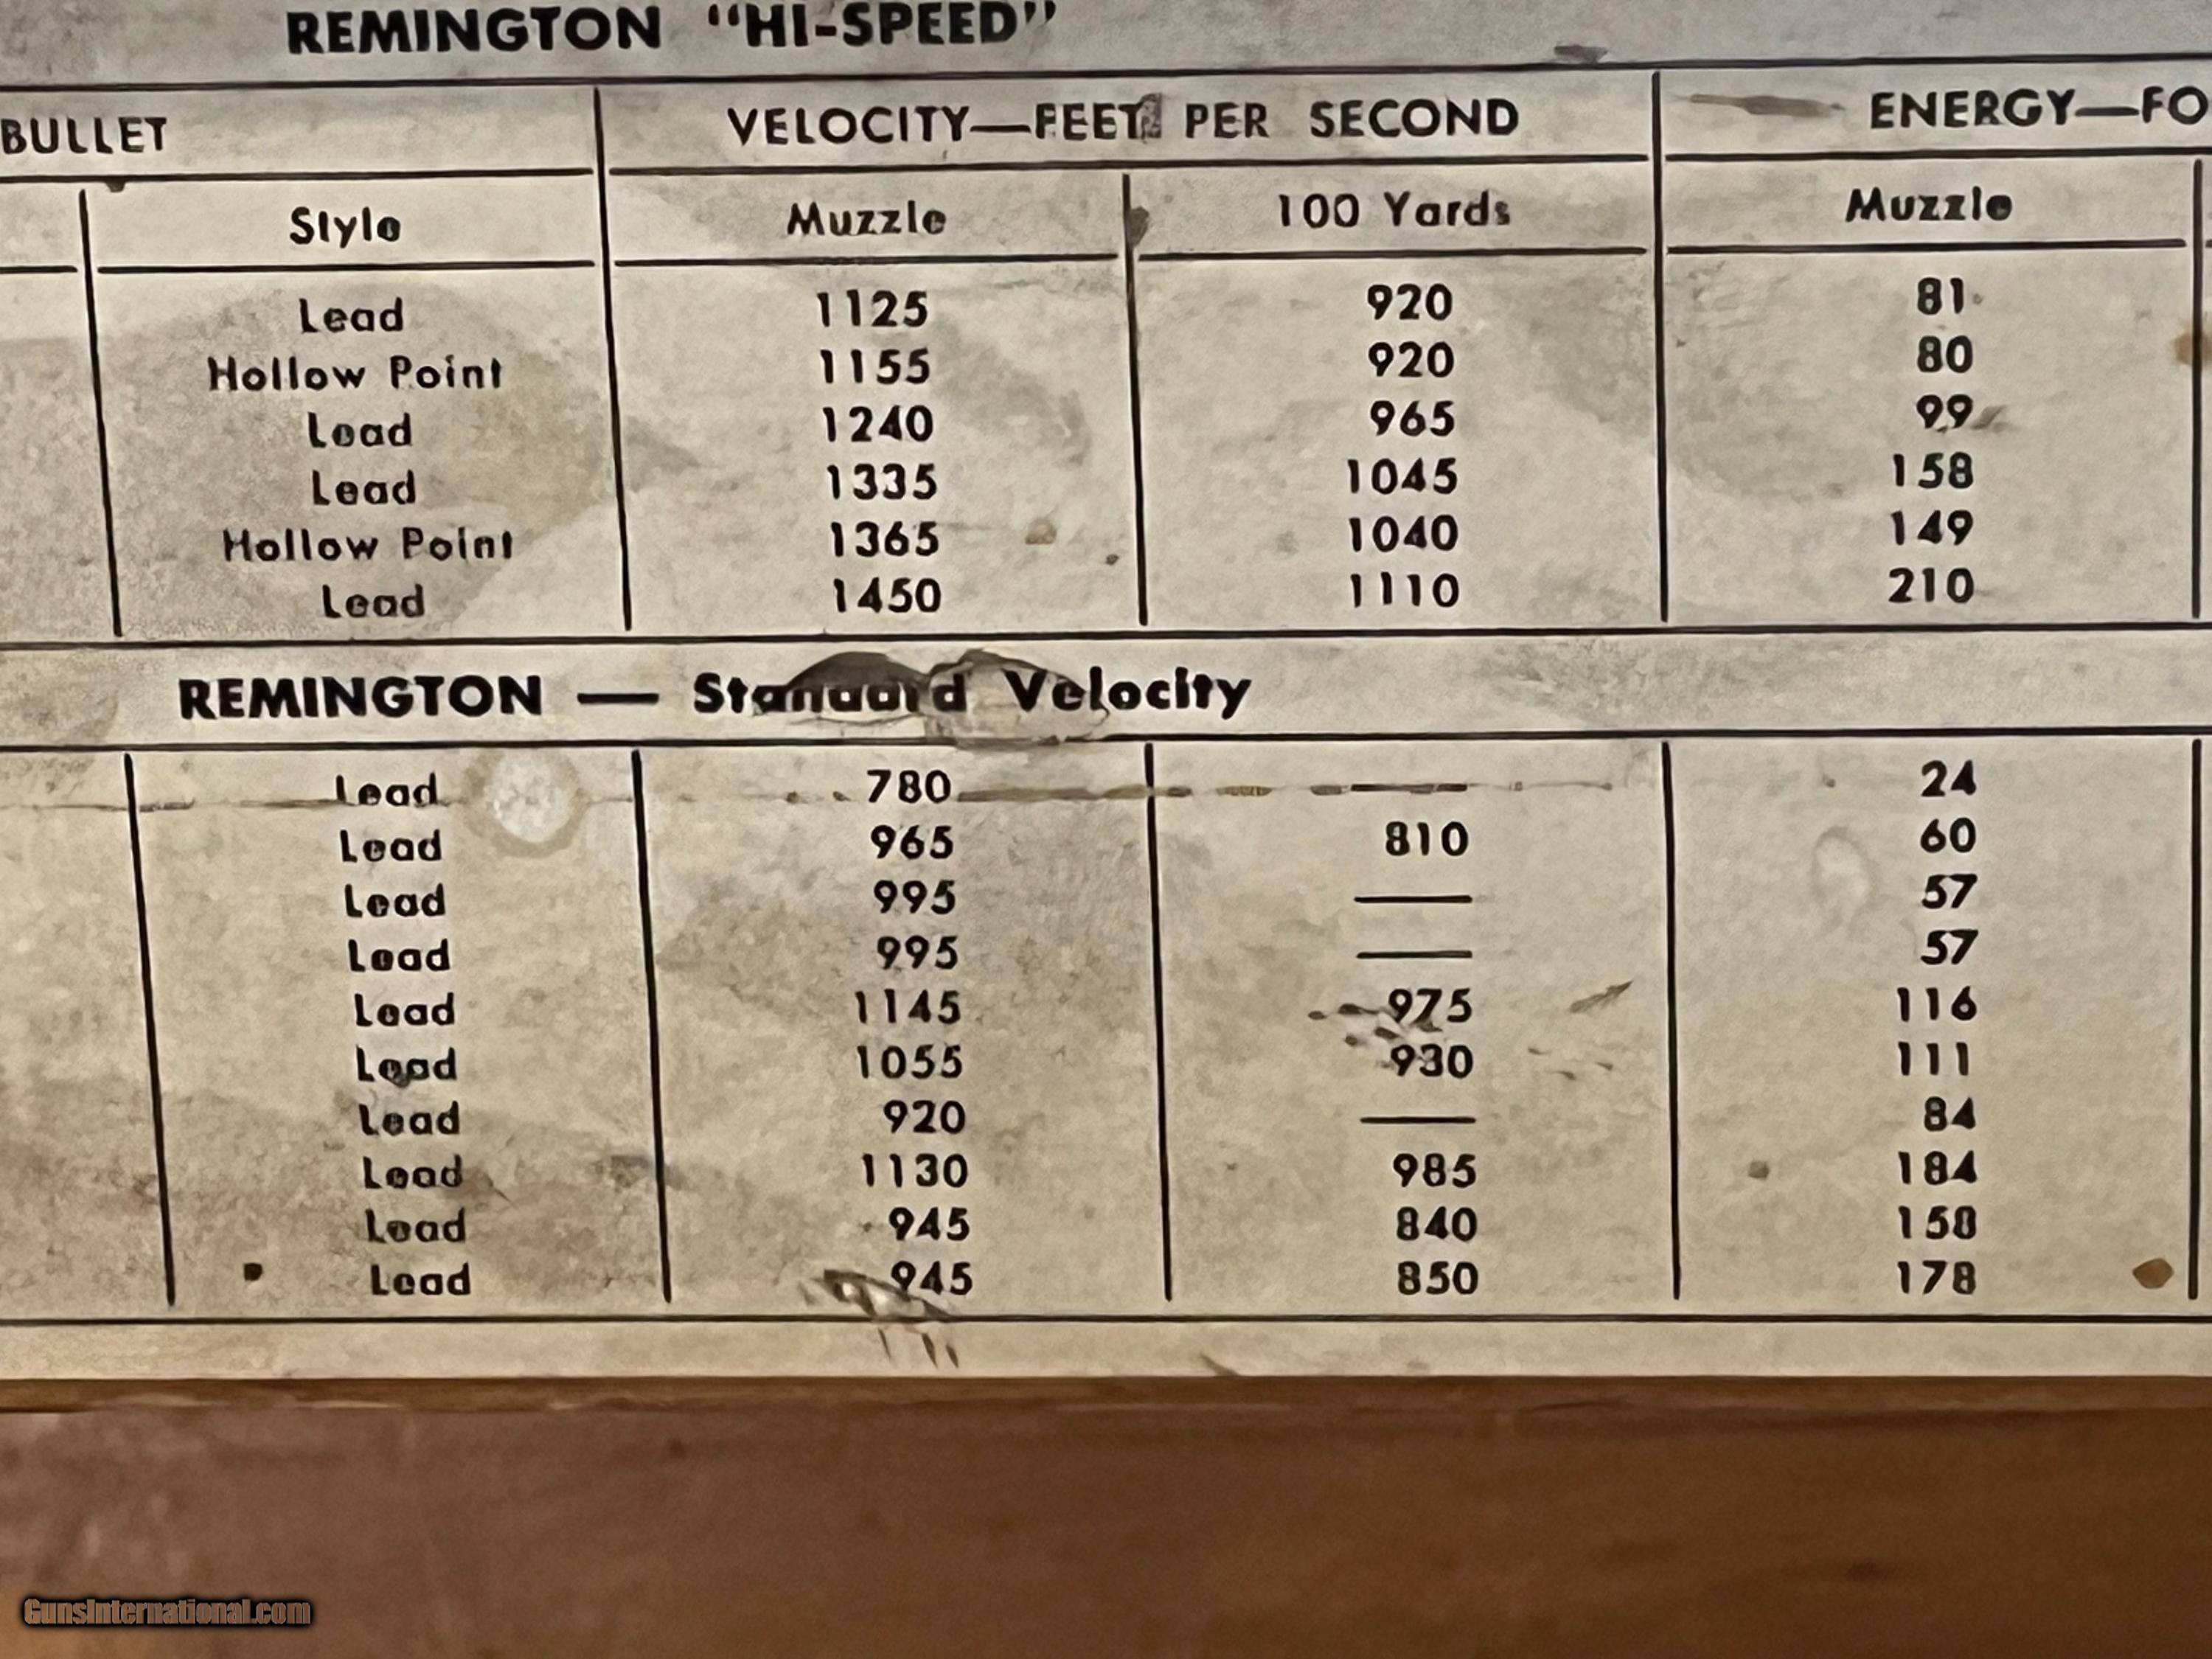 REMINGTON "HI-SPEED"
BULLET VELOCITY—FEET PER SECOND ENERGY—FO
Style Muzzle 100 Yards Muzzle
Lead 1125 920 81
Hollow Point 1155 920 80
Lead 1240 965 99
Lead 1335 1045 158
Hollow Point 1365 1040 149
Lead 1450 1110 210
REMINGTON — Standard Velocity
Lead 780 — 24
Lead 965 810 60
Lead 995 — 57
Lead 995 — 57
Lead 1145 975 116
Lead 1055 930 111
Lead 920 — 84
Lead 1130 985 184
Lead 945 840 158
Lead 945 850 178
GunsInternational.com